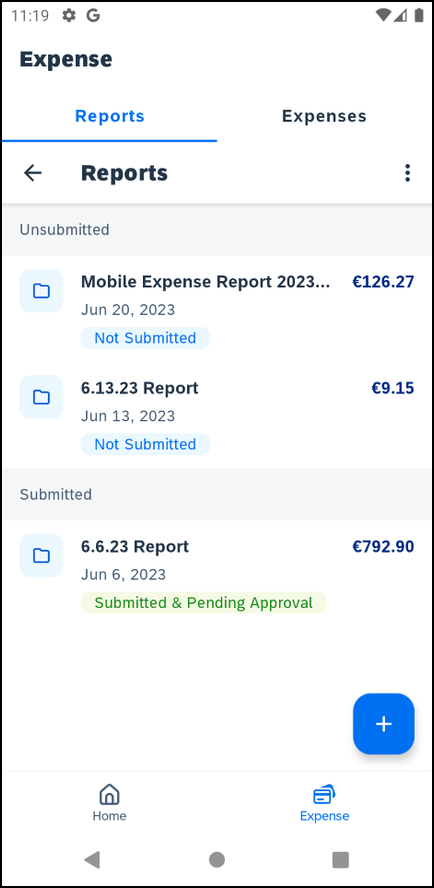 11:19
Expense
Reports Expenses
Reports
Unsubmitted
Mobile Expense Report 2023... €126.27
Jun 20, 2023
Not Submitted
6.13.23 Report €9.15
Jun 13, 2023
Not Submitted
Submitted
6.6.23 Report €792.90
Jun 6, 2023
Submitted & Pending Approval
Home Expense